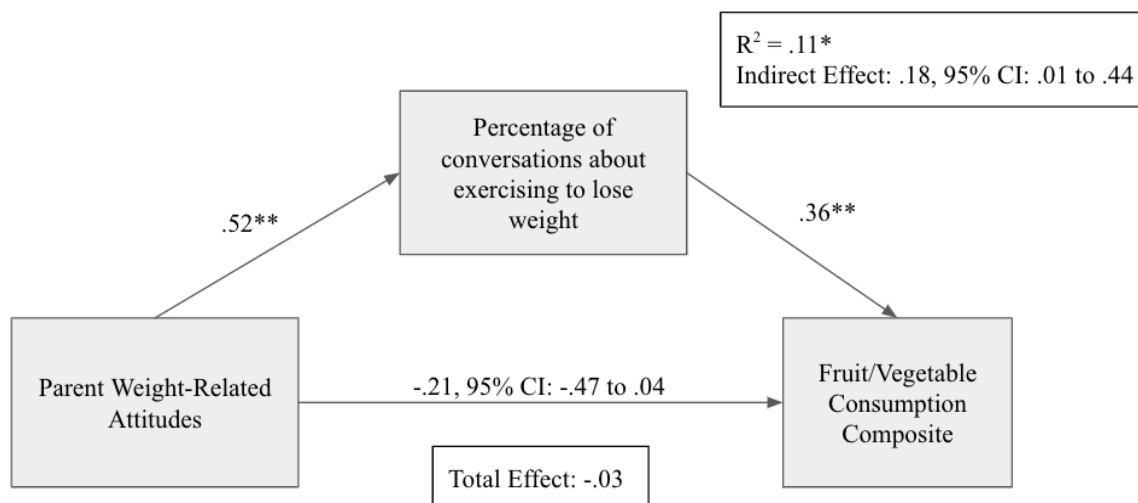 R² = .11*
Indirect Effect: .18, 95% CI: .01 to .44
Percentage of
conversations about
exercising to lose
weight
.52**
.36**
Parent Weight-Related
Attitudes
-.21, 95% CI: -.47 to .04
Fruit/Vegetable
Consumption
Composite
Total Effect: -.03